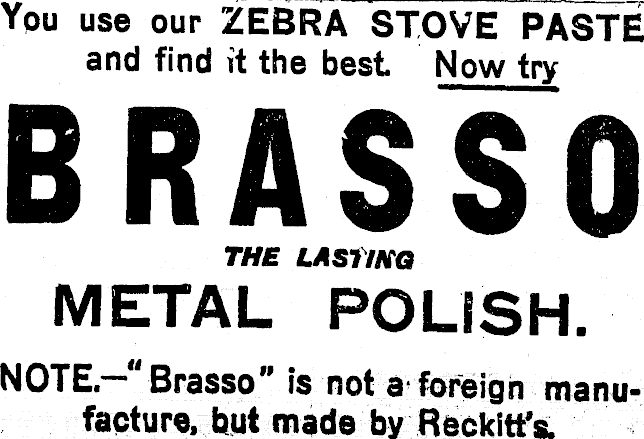 You use our ZEBRA STOVE PASTE
and find it the best. Now try
BRASSO
THE LASTING
METAL POLISH.
NOTE.—"Brasso" is not a foreign manu-
facture, but made by Reckitt's.